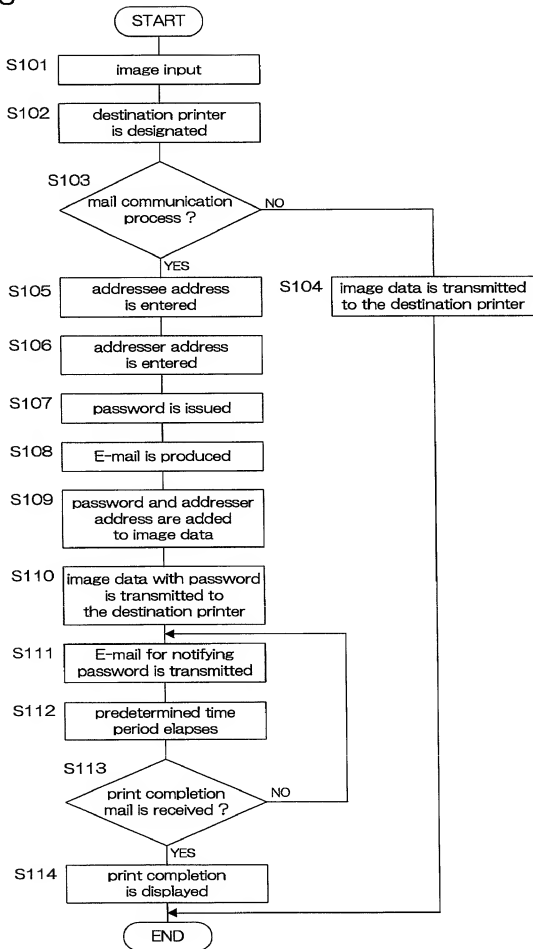 START
S101
image input
S102
destination printer
is designated
S103
mail communication
process ?
NO
YES
S105
addressee address
is entered
S104
image data is transmitted
to the destination printer
S106
addresser address
is entered
S107
password is issued
S108
E-mail is produced
S109
password and addresser
address are added
to image data
S110
image data with password
is transmitted to
the destination printer
S111
E-mail for notifying
password is transmitted
S112
predetermined time
period elapses
S113
print completion
mail is received ?
NO
YES
S114
print completion
is displayed
END